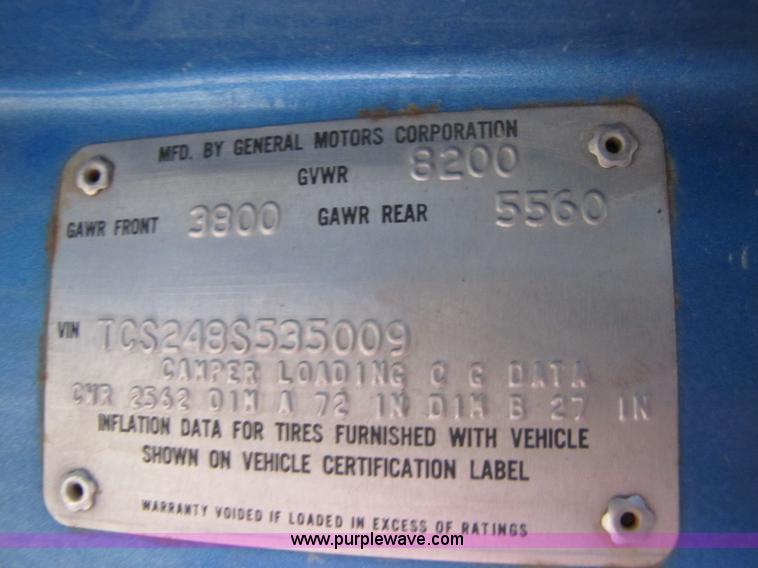 MFD. BY GENERAL MOTORS CORPORATION
GVWR 8200
GAWR FRONT 3800 GAWR REAR 5560
VIN TCS248S535009
CAMPER LOADING C G DATA
CWR 2562 DIM A 72 IN DIM B 27 IN
INFLATION DATA FOR TIRES FURNISHED WITH VEHICLE
SHOWN ON VEHICLE CERTIFICATION LABEL
WARRANTY VOIDED IF LOADED IN EXCESS OF RATINGS
www.purplewave.com